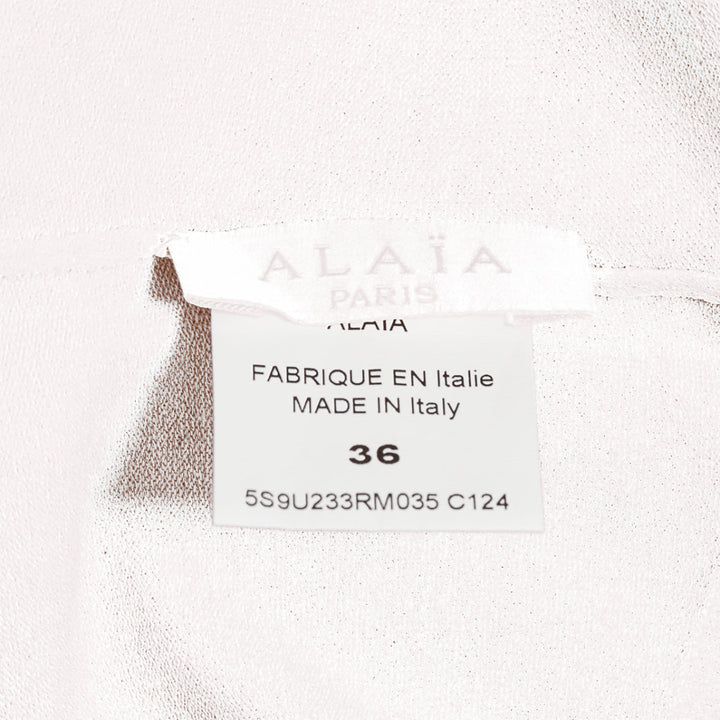 ALAÏA
PARIS
ALAÏA
FABRIQUE EN Italie
MADE IN Italy
36
5S9U233RM035 C124